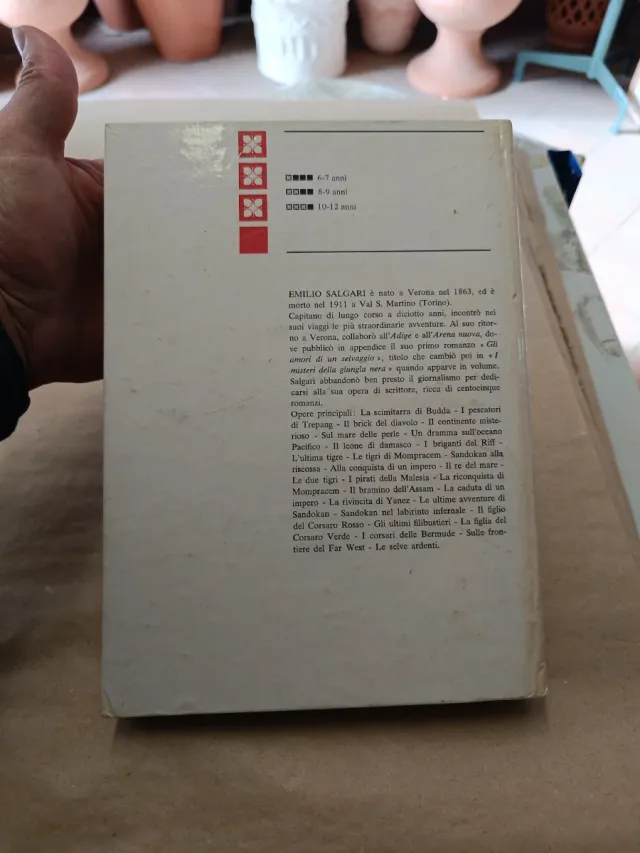 6-7 anni
8-9 anni
10-12 anni
EMILIO SALGARI è nato a Verona nel 1863, ed è
morto nel 1911 a Val S. Martino (Torino).
Capitano di lungo corso a diciotto anni, incontrò nei
suoi viaggi le più straordinarie avventure. Al suo ritor-
no a Verona, collaborò all'Adige e all'Arena nuova, do-
ve pubblicò in appendice il suo primo romanzo « Gli
amori di un selvaggio », titolo che cambiò poi in « I
misteri della giungla nera » quando apparve in volume.
Salgari abbandonò ben presto il giornalismo per dedi-
carsi alla sua opera di scrittore, ricca di centocinque
romanzi.
Opere principali: La scimitarra di Budda - I pescatori
di Trepang - Il brick del diavolo - Il continente miste-
rioso - Sul mare delle perle - Un dramma sull'oceano
Pacifico - Il leone di damasco - I briganti del Riff -
L'ultima tigre - Le tigri di Mompracem - Sandokan alla
riscossa - Alla conquista di un impero - Il re del mare -
Le due tigri - I pirati della Malesia - La riconquista di
Mompracem - Il bramino dell'Assam - La caduta di un
impero - La rivincita di Yanez - Le ultime avventure di
Sandokan - Sandokan nel labirinto infernale - Il figlio
del Corsaro Rosso - Gli ultimi filibustieri - La figlia del
Corsaro Verde - I corsari delle Bermude - Sulle fron-
tiere del Far West - Le selve ardenti.